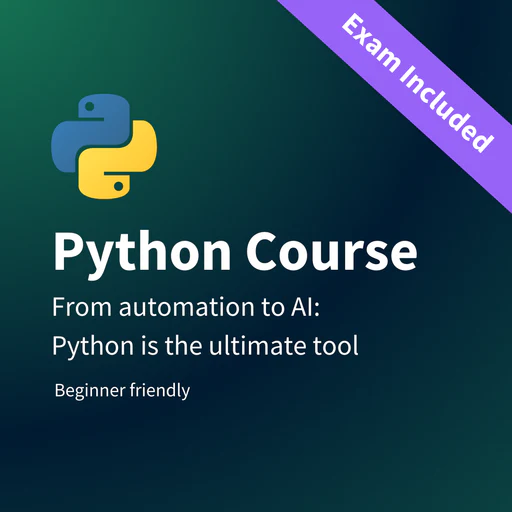 Exam Included
Python Course
From automation to AI:
Python is the ultimate tool
Beginner friendly